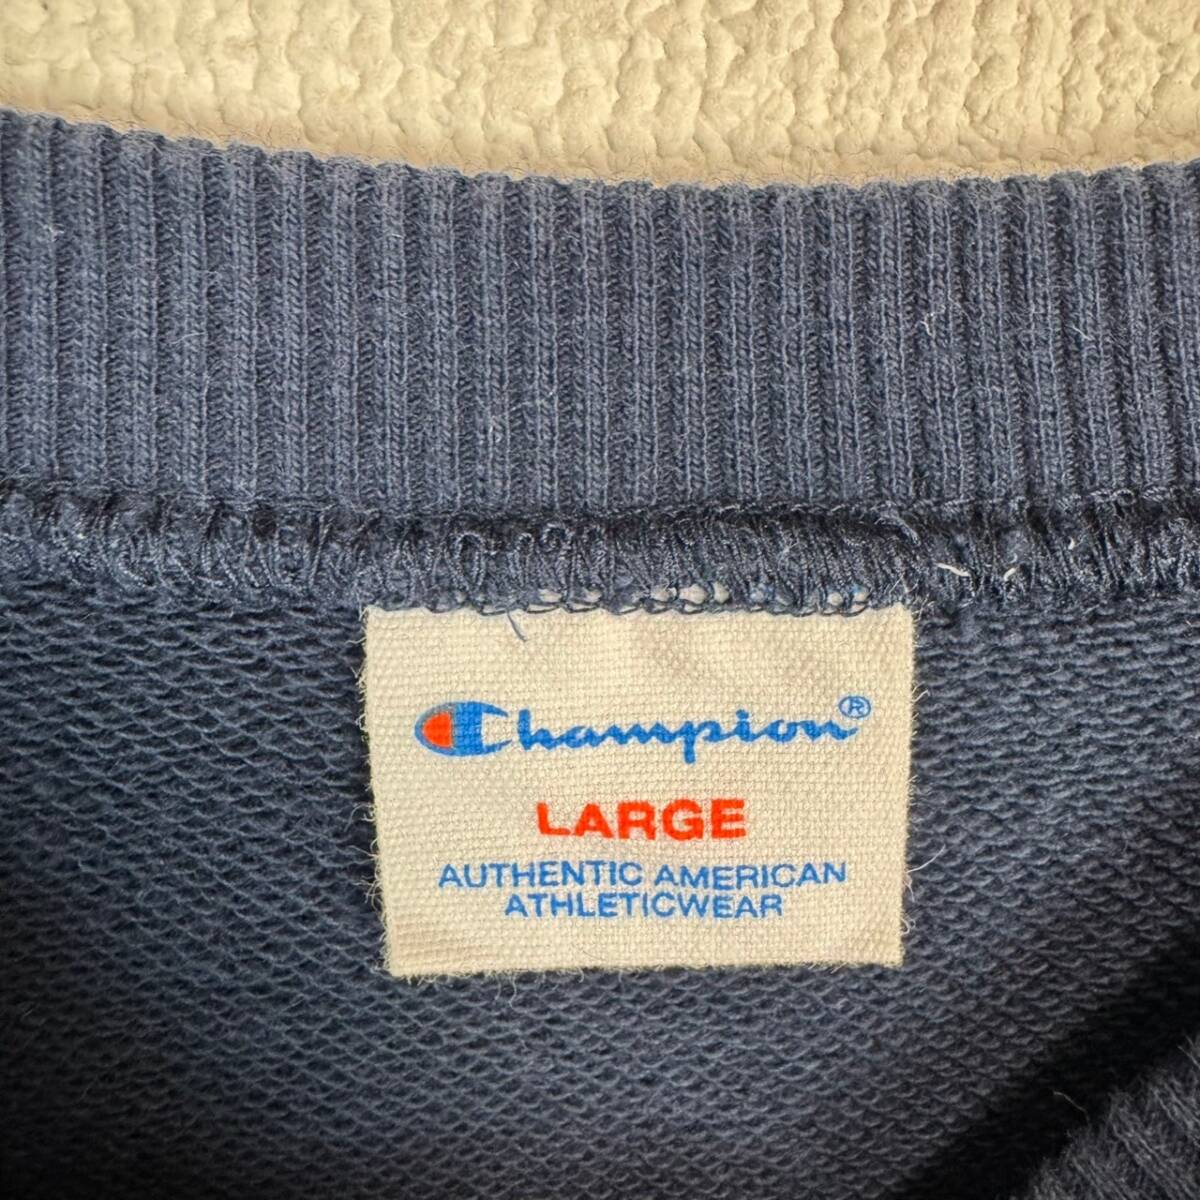 Champion®
LARGE
AUTHENTIC AMERICAN
ATHLETICWEAR